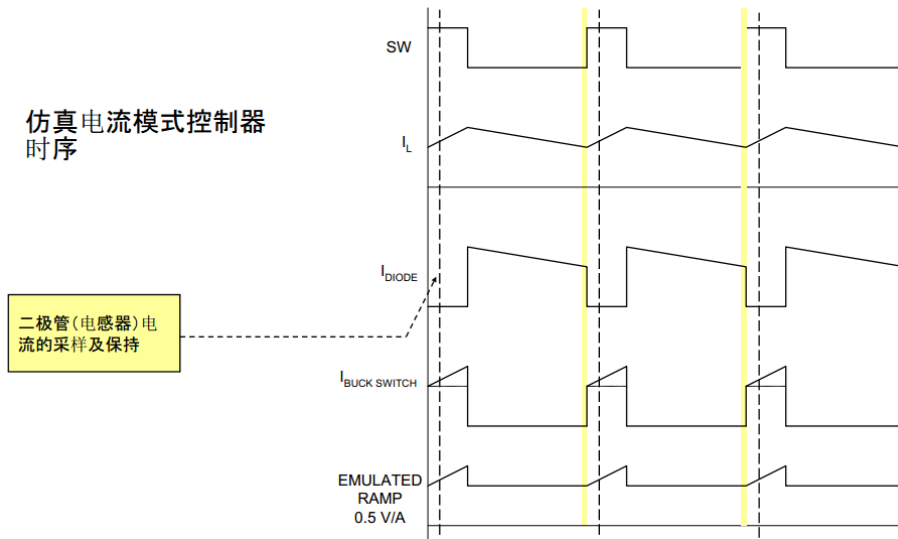 SW
仿真电流模式控制器
时序
IL
IDIODE
二极管(电感器)电
流的采样及保持
IBUCK SWITCH
EMULATED
RAMP
0.5 V/A